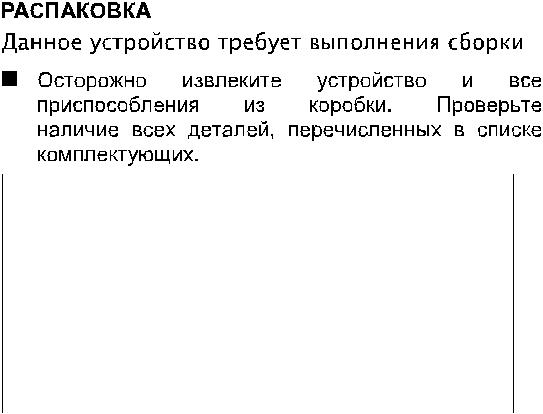 РАСПАКОВКА
Данное устройство требует выполнения сборки
■ Осторожно извлеките устройство и все
приспособления из коробки. Проверьте
наличие всех деталей, перечисленных в списке
комплектующих.